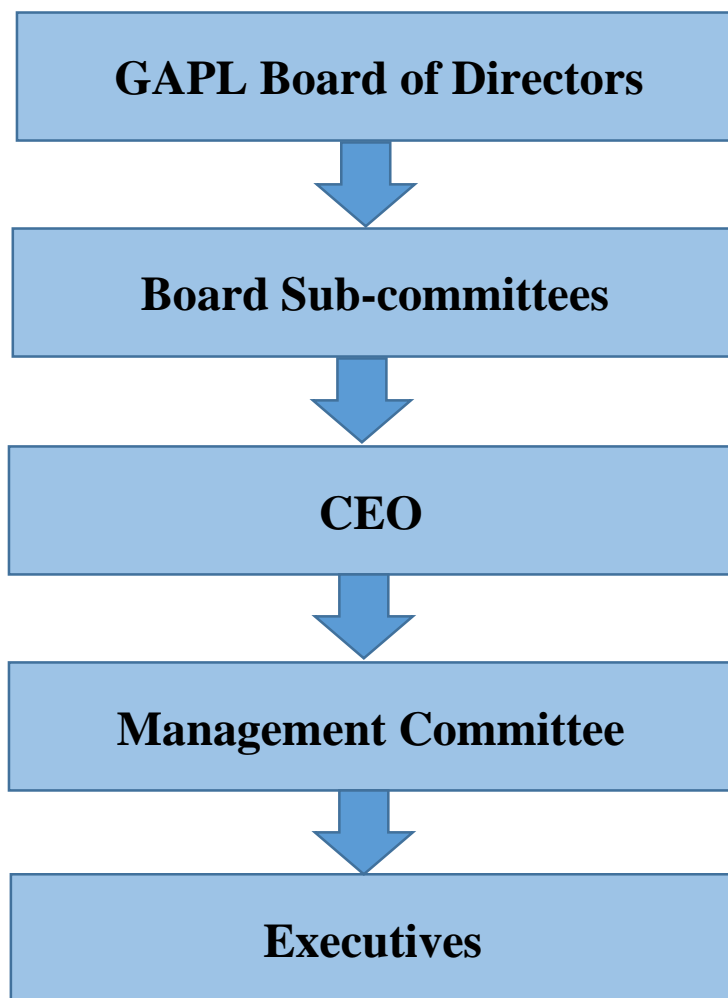 GAPL Board of Directors
Board Sub-committees
CEO
Management Committee
Executives